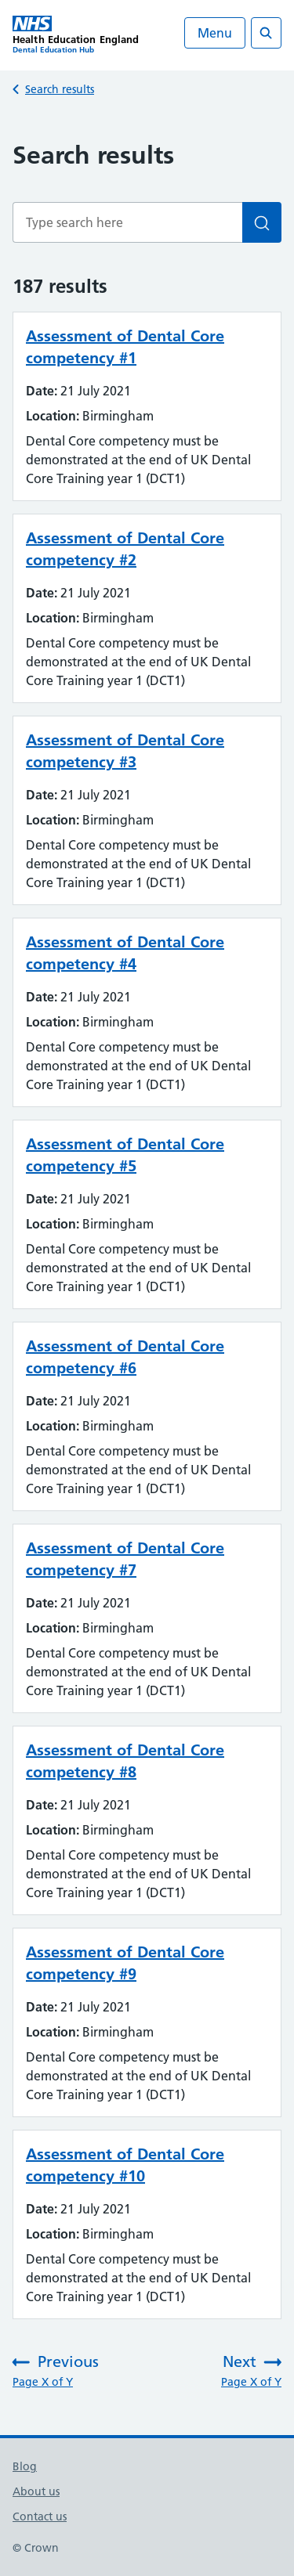 NHS
Health Education England
Dental Education Hub
Menu
Search results
Search results
Type search here
187 results
Assessment of Dental Core
competency #1
Date: 21 July 2021
Location: Birmingham
Dental Core competency must be
demonstrated at the end of UK Dental
Core Training year 1 (DCT1)
Assessment of Dental Core
competency #2
Date: 21 July 2021
Location: Birmingham
Dental Core competency must be
demonstrated at the end of UK Dental
Core Training year 1 (DCT1)
Assessment of Dental Core
competency #3
Date: 21 July 2021
Location: Birmingham
Dental Core competency must be
demonstrated at the end of UK Dental
Core Training year 1 (DCT1)
Assessment of Dental Core
competency #4
Date: 21 July 2021
Location: Birmingham
Dental Core competency must be
demonstrated at the end of UK Dental
Core Training year 1 (DCT1)
Assessment of Dental Core
competency #5
Date: 21 July 2021
Location: Birmingham
Dental Core competency must be
demonstrated at the end of UK Dental
Core Training year 1 (DCT1)
Assessment of Dental Core
competency #6
Date: 21 July 2021
Location: Birmingham
Dental Core competency must be
demonstrated at the end of UK Dental
Core Training year 1 (DCT1)
Assessment of Dental Core
competency #7
Date: 21 July 2021
Location: Birmingham
Dental Core competency must be
demonstrated at the end of UK Dental
Core Training year 1 (DCT1)
Assessment of Dental Core
competency #8
Date: 21 July 2021
Location: Birmingham
Dental Core competency must be
demonstrated at the end of UK Dental
Core Training year 1 (DCT1)
Assessment of Dental Core
competency #9
Date: 21 July 2021
Location: Birmingham
Dental Core competency must be
demonstrated at the end of UK Dental
Core Training year 1 (DCT1)
Assessment of Dental Core
competency #10
Date: 21 July 2021
Location: Birmingham
Dental Core competency must be
demonstrated at the end of UK Dental
Core Training year 1 (DCT1)
Previous
Page X of Y
Next
Page X of Y
Blog
About us
Contact us
© Crown